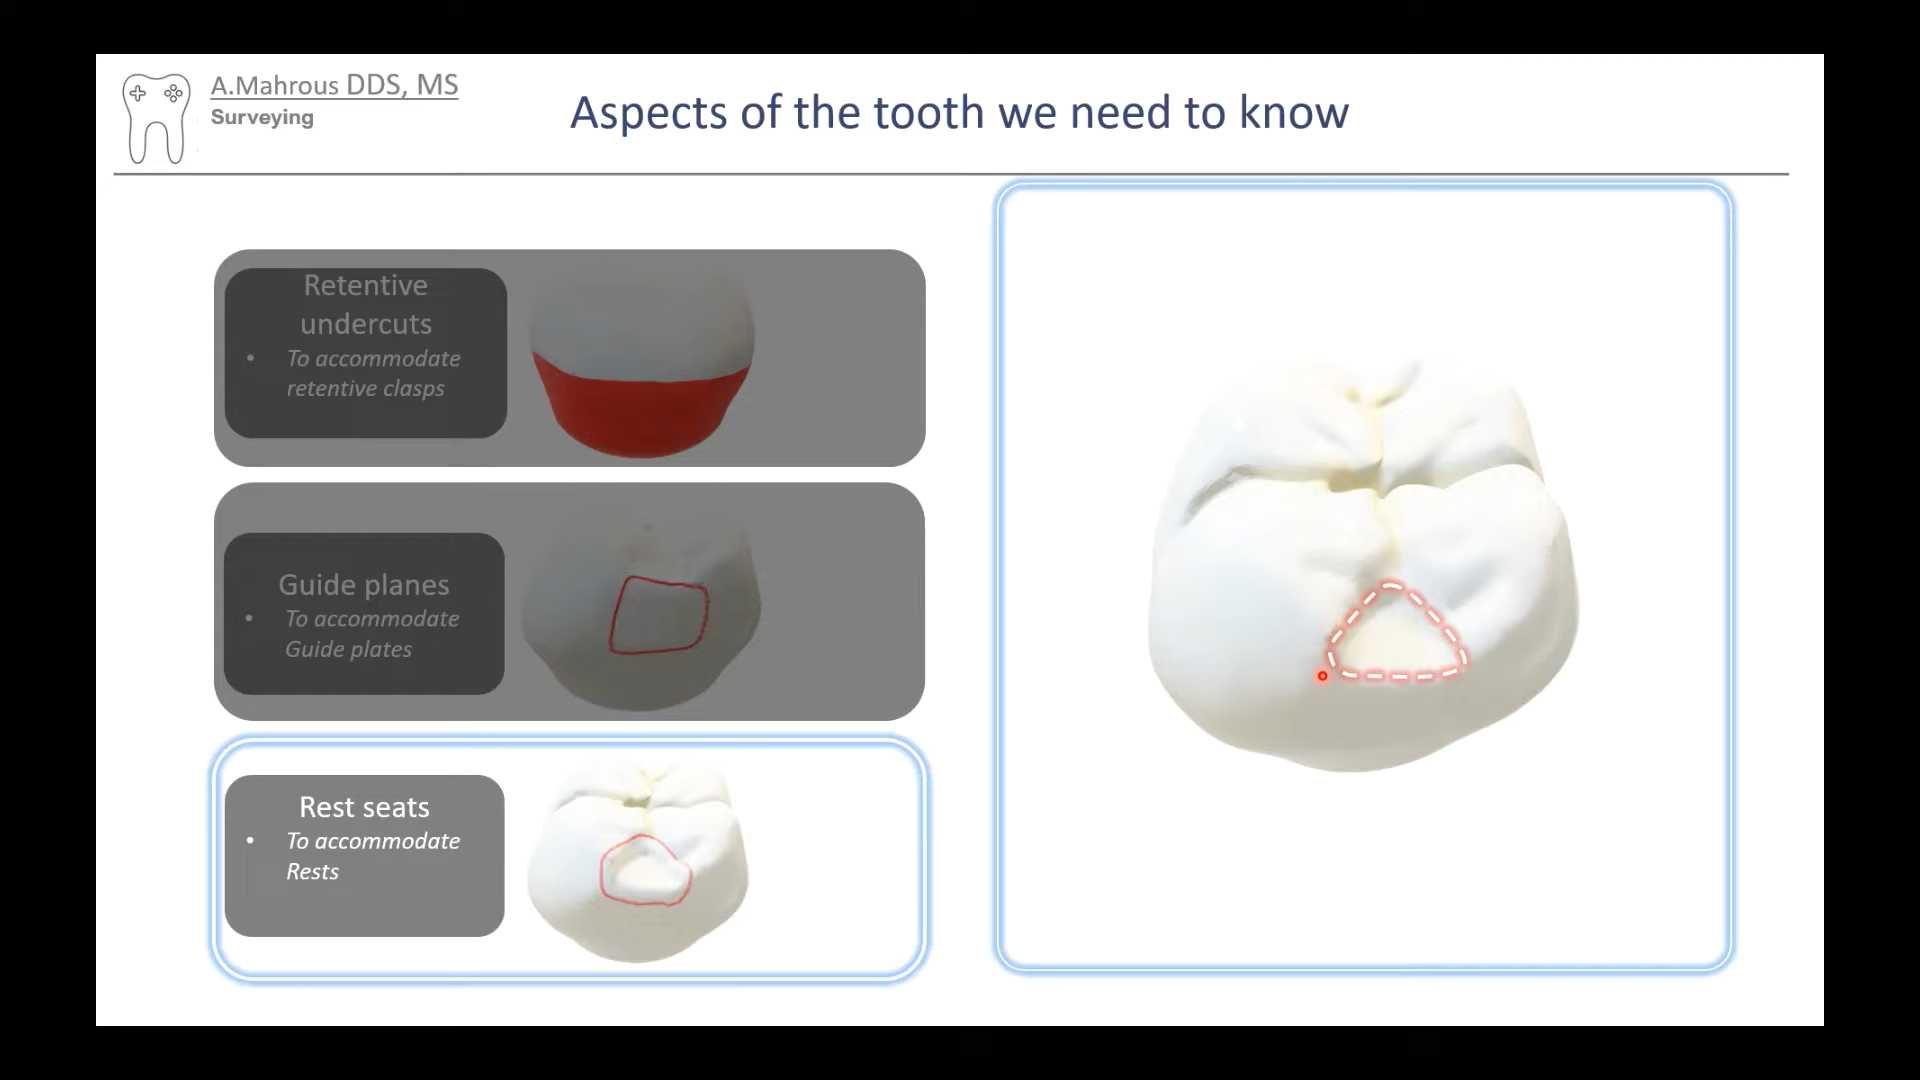 A.Mahrous DDS, MS
Surveying
Aspects of the tooth we need to know
Retentive
undercuts
• To accommodate
retentive clasps
Guide planes
• To accommodate
Guide plates
Rest seats
• To accommodate
Rests